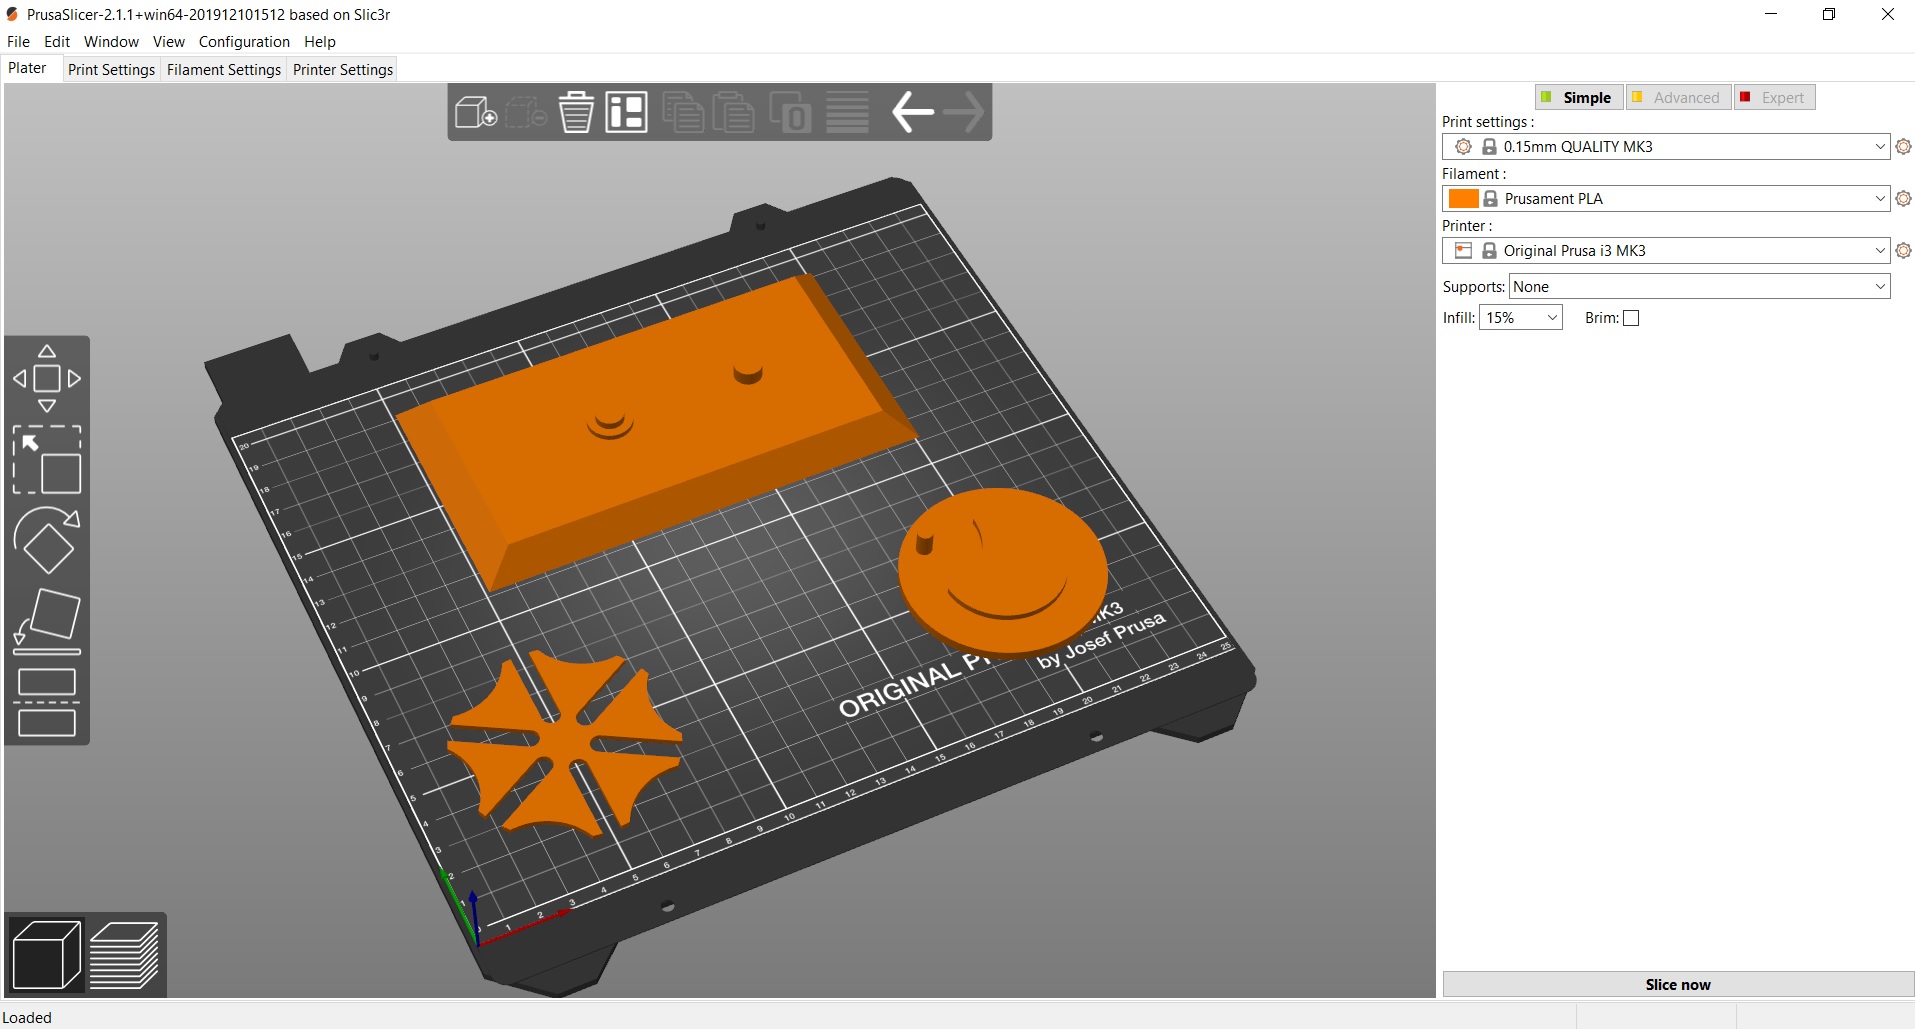 PrusaSlicer-2.1.1+win64-201912101512 based on Slic3r
File Edit Window View Configuration Help
Plater Print Settings Filament Settings Printer Settings
Simple Advanced Expert
Print settings :
0.15mm QUALITY MK3
Filament :
Prusament PLA
Printer :
Original Prusa i3 MK3
Supports: None
Infill: 15% Brim:
20
19
18
17
16
15
14
13
12
11
10
9
8
7
6
5
4
3
2
1
1 2 3 4 5 6 7 8 9 10 11 12 13 14 15 16 17 18 19 20 21 22 23 24 25
ORIGINAL MK3
by Josef Prusa
Slice now
Loaded